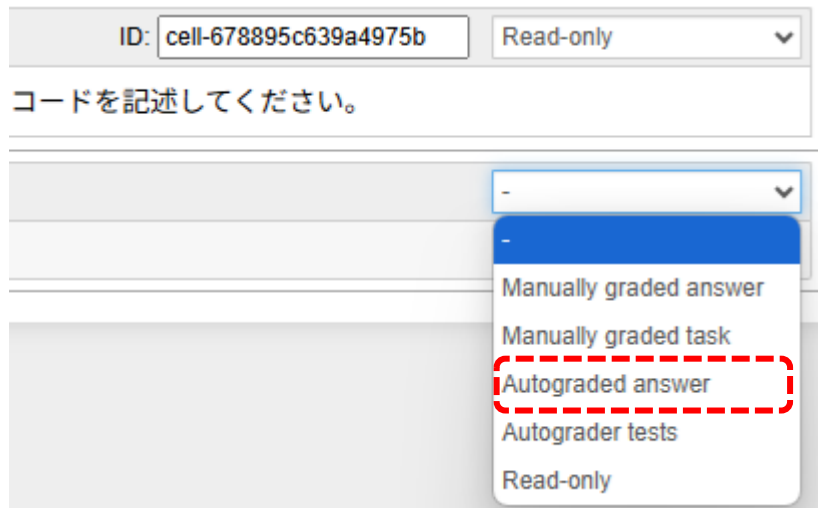 ID: cell-678895c639a4975b Read-only
コードを記述してください。
-
-
Manually graded answer
Manually graded task
Autograded answer
Autograder tests
Read-only